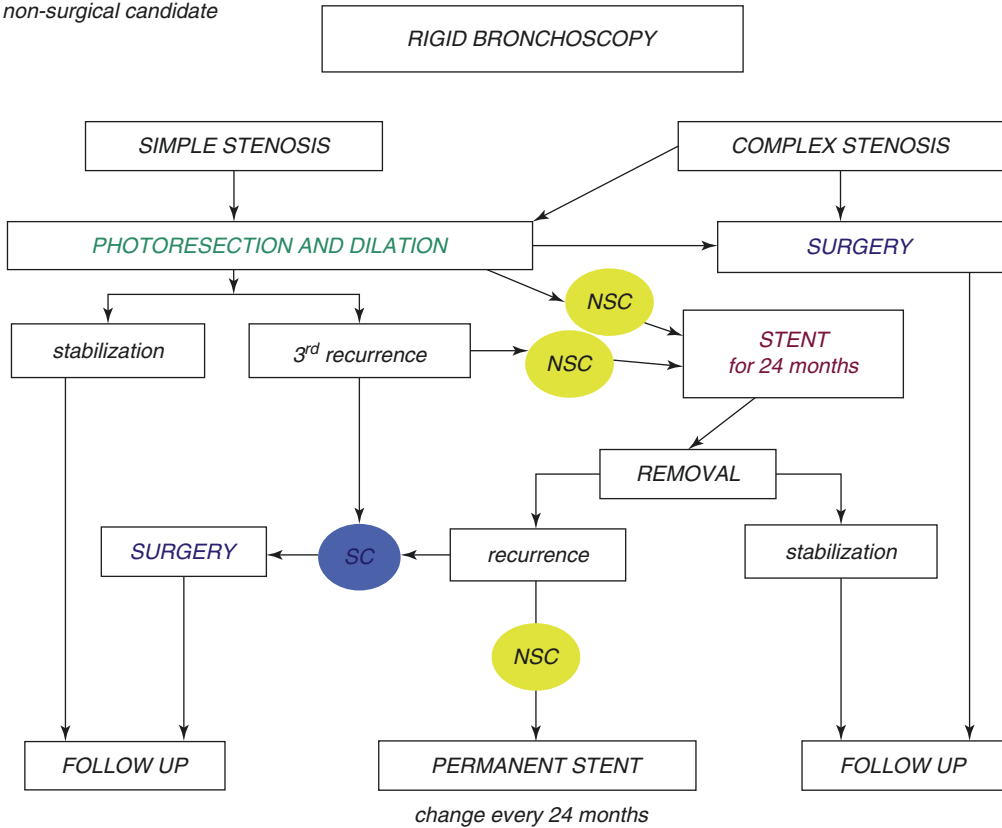 non-surgical candidate
RIGID BRONCHOSCOPY
SIMPLE STENOSIS
COMPLEX STENOSIS
PHOTORESECTION AND DILATION
SURGERY
NSC
stabilization
3rd recurrence
NSC
STENT
for 24 months
REMOVAL
SURGERY
SC
recurrence
stabilization
NSC
FOLLOW UP
PERMANENT STENT
FOLLOW UP
change every 24 months